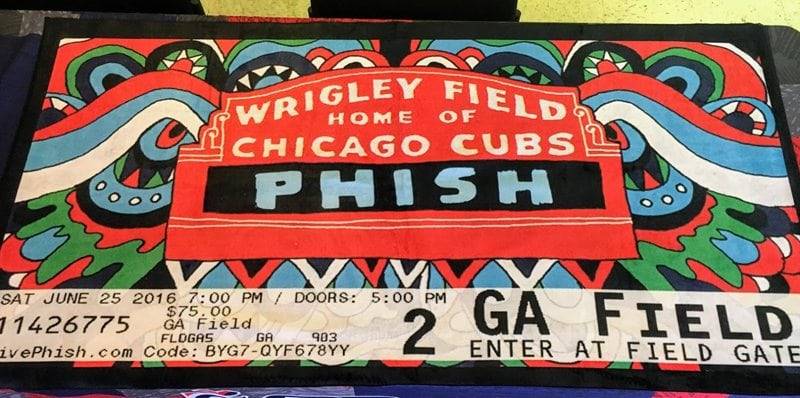 WRIGLEY FIELD
HOME OF
CHICAGO CUBS
PHISH
SAT JUNE 25 2016 7:00 PM / DOORS: 5:00 PM
$75.00
11426775 GA Field
FLDGA5 GA 903
ivePhish.com Code: BYG7-QYF678YY
2
GA FIELD
ENTER AT FIELD GATE